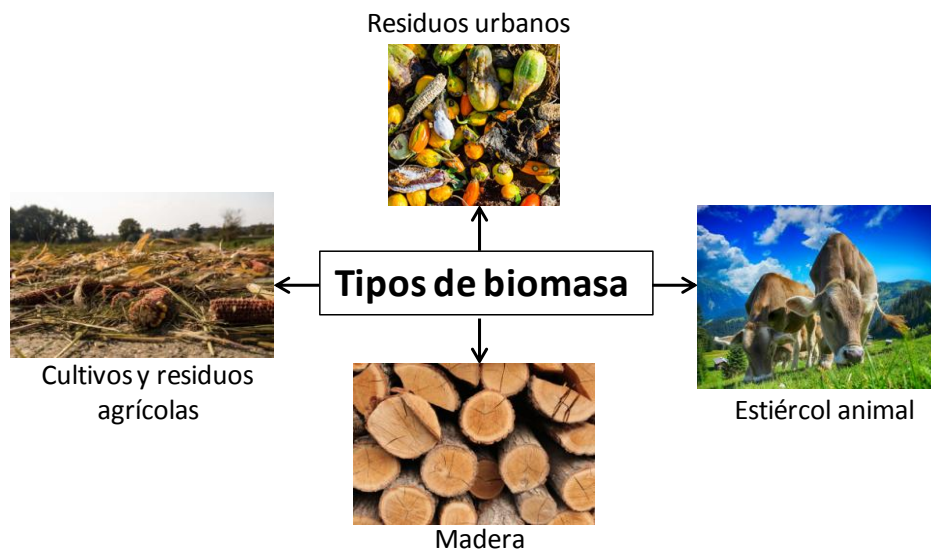 Residuos urbanos
Tipos de biomasa
Cultivos y residuos
agrícolas
Estiércol animal
Madera